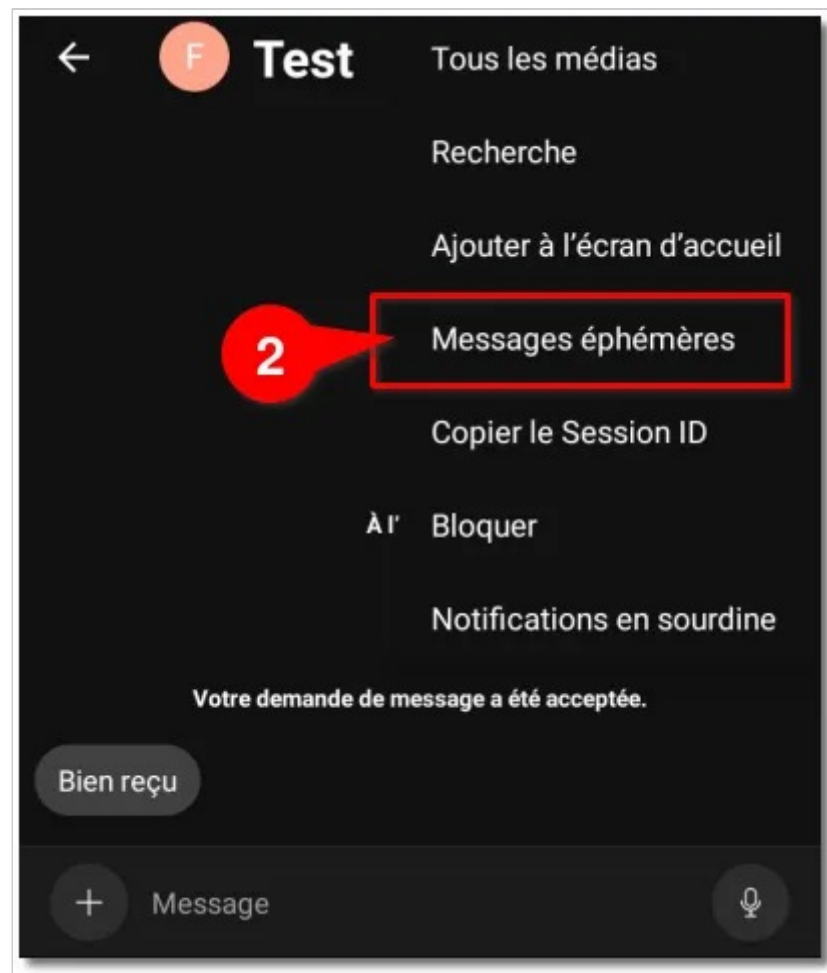 F Test
Tous les médias
Recherche
Ajouter à l'écran d'accueil
2 Messages éphémères
Copier le Session ID
À l' Bloquer
Notifications en sourdine
Votre demande de message a été acceptée.
Bien reçu
Message